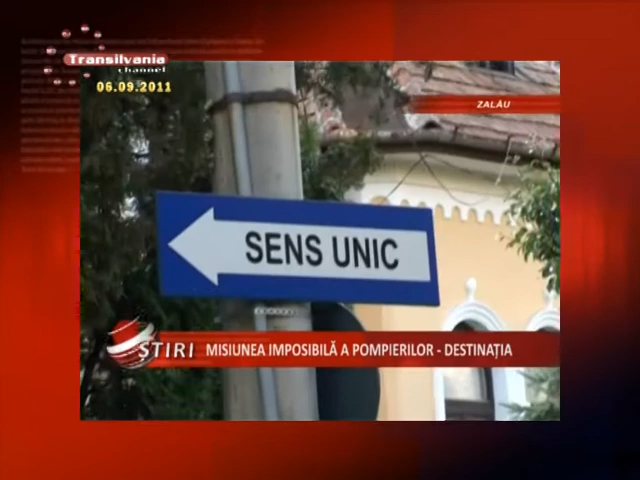 Transilvania
channel
06.09.2011
ZALĂU
SENS UNIC
ȘTIRI
MISIUNEA IMPOSIBILĂ A POMPIERILOR - DESTINAȚIA